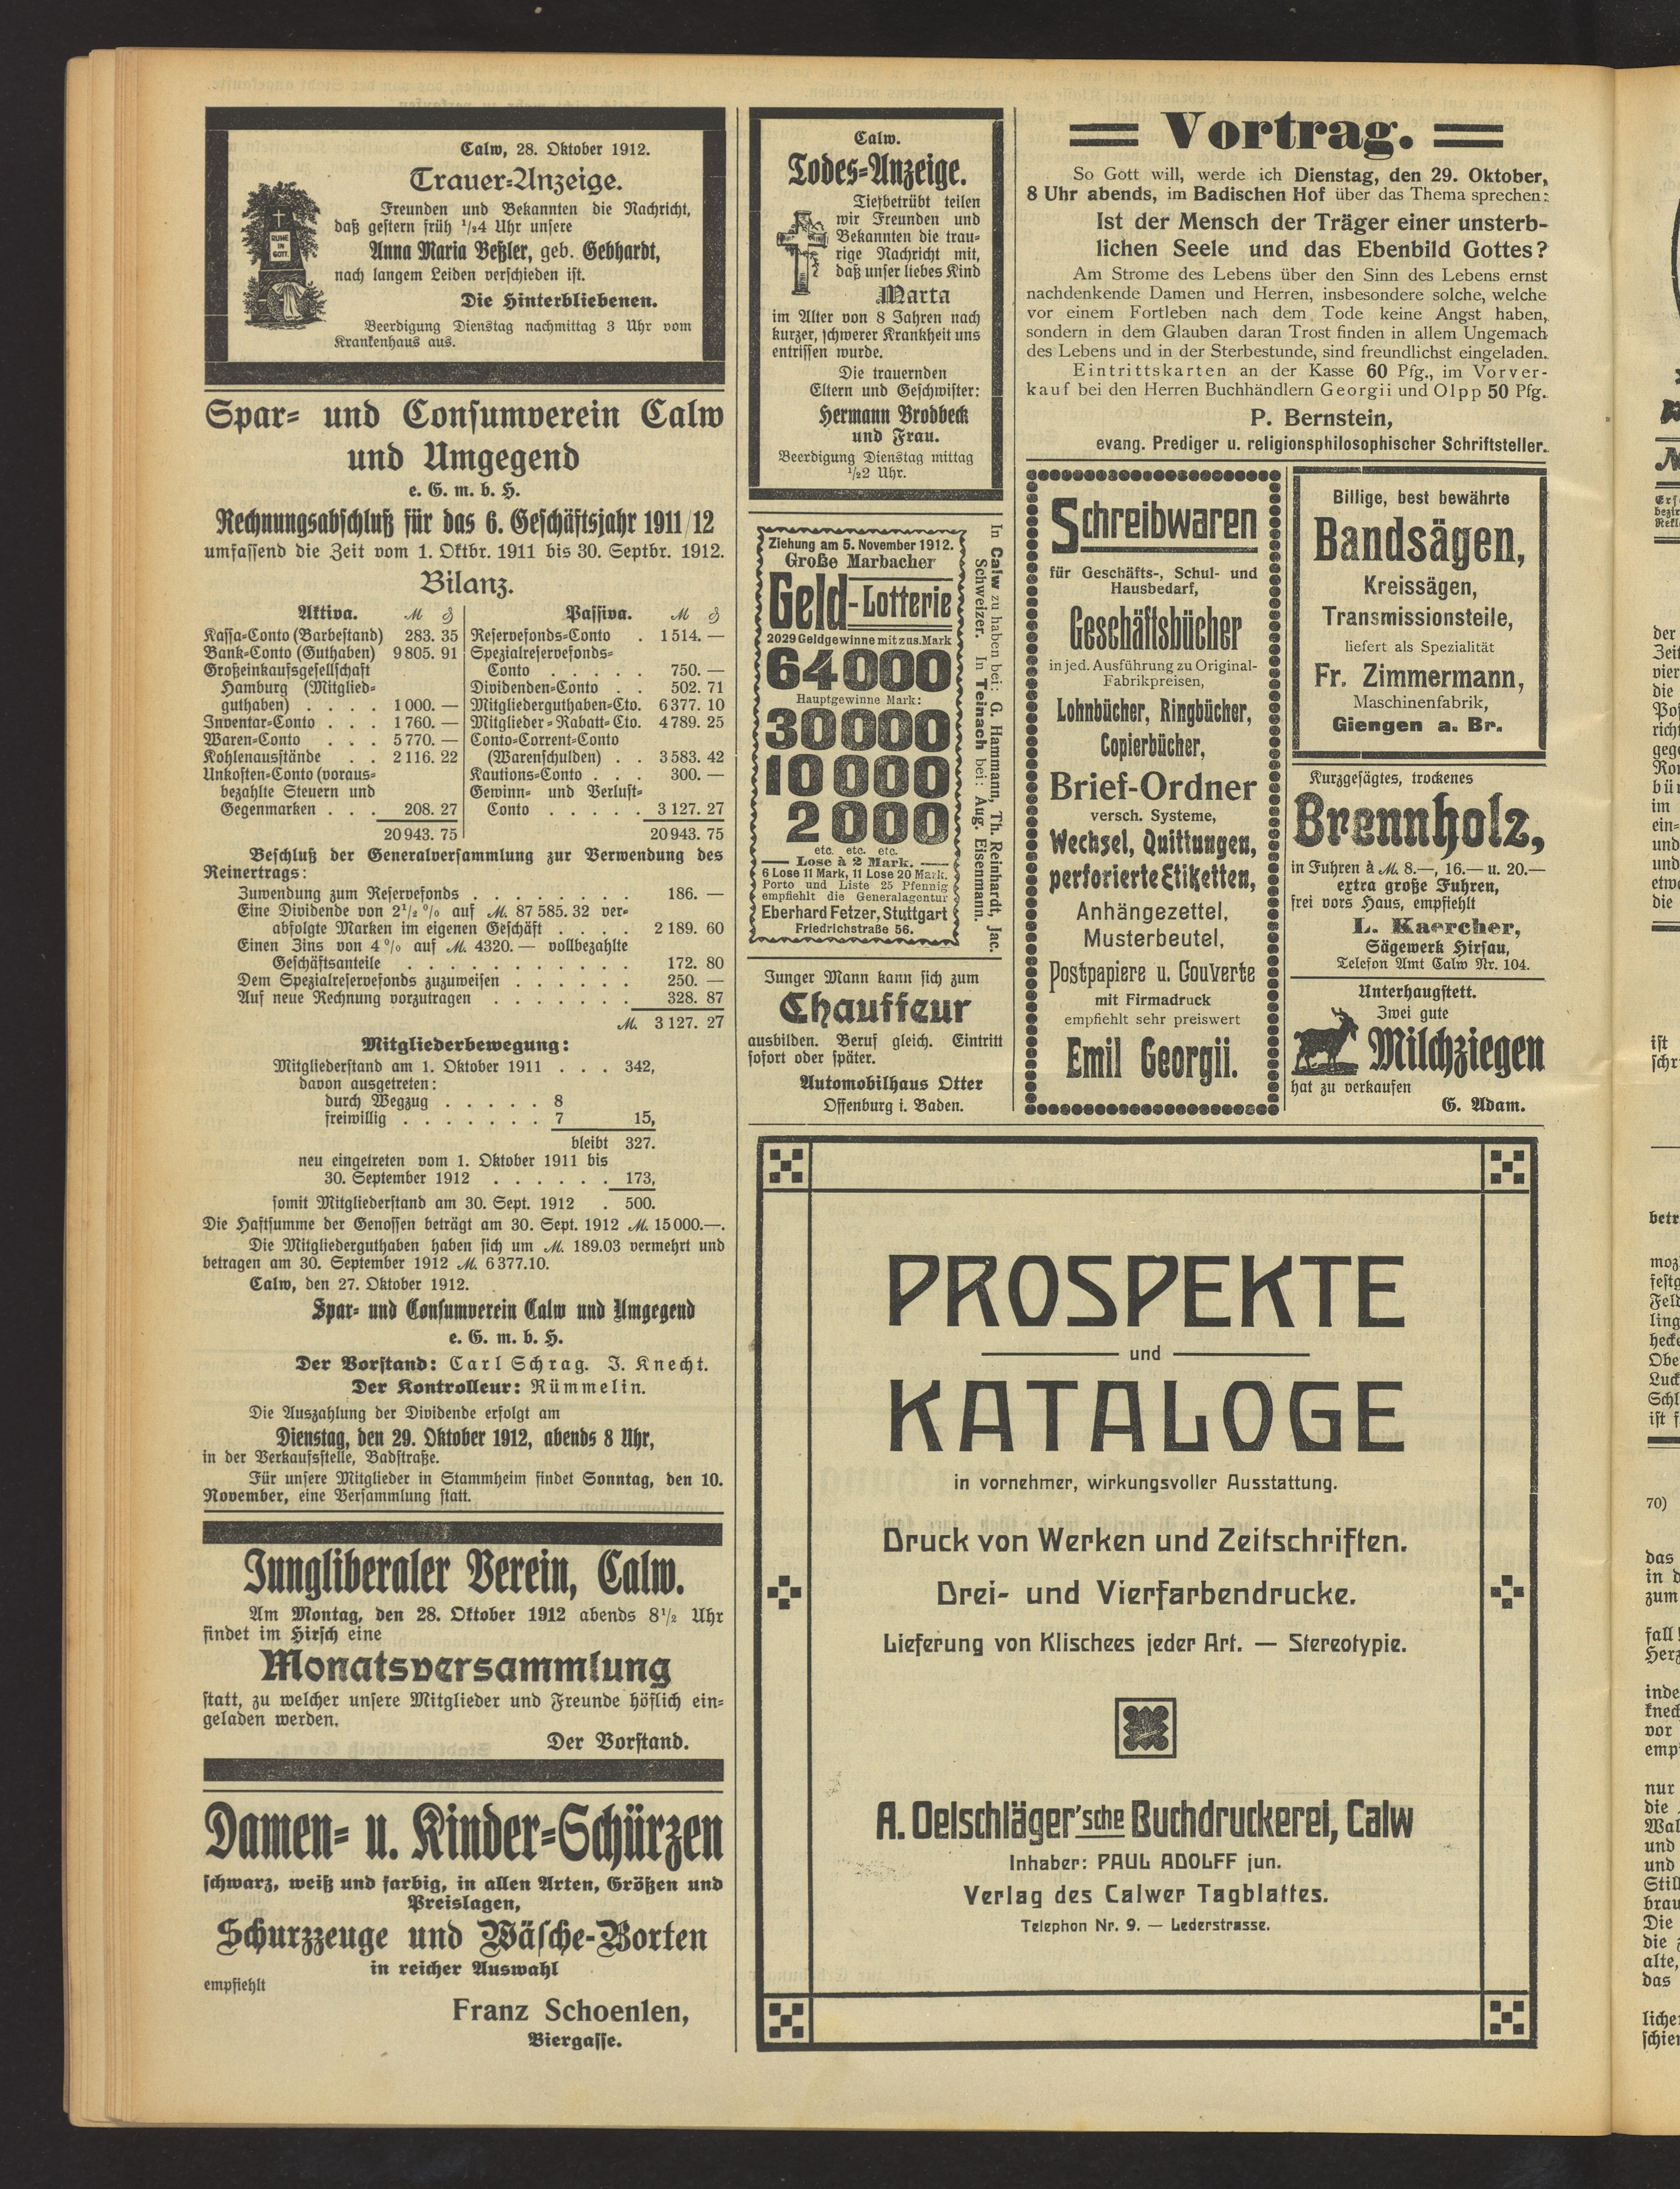 Calw, 28. Oktober 1912.
Trauer-Anzeige.
Freunden und Bekannten die Nachricht,
daß gestern früh 1/24 Uhr unsere
Anna Maria Beßler, geb. Gebhardt,
nach langem Leiden verschieden ist.
Die Hinterbliebenen.
Beerdigung Dienstag nachmittag 3 Uhr vom
Krankenhaus aus.
RUHE
IN
GOTT.
Spar- und Consumverein Calw
und Umgegend
e. G. m. b. H.
Rechnungsabschluß für das 6. Geschäftsjahr 1911/12
umfassend die Zeit vom 1. Oktbr. 1911 bis 30. Septbr. 1912.
Bilanz.
Aktiva. M ₰
Kassa-Conto (Barbestand) 283. 35
Bank-Conto (Guthaben) 9805. 91
Großeinkaufsgesellschaft
Hamburg (Mitglied-
guthaben) . . . . 1000. —
Inventar-Conto . . . 1760. —
Waren-Conto . . . 5770. —
Kohlenausstände . . 2116. 22
Unkosten-Conto (voraus-
bezahlte Steuern und
Gegenmarken . . . 208. 27
20943. 75
Passiva. M ₰
Reservefonds-Conto . 1514. —
Spezialreservefonds-
Conto . . . . . 750. —
Dividenden-Conto . . 502. 71
Mitgliederguthaben-Cto. 6377. 10
Mitglieder-Rabatt-Cto. 4789. 25
Conto-Corrent-Conto
(Warenschulden) . . 3583. 42
Kautions-Conto . . . 300. —
Gewinn- und Verlust-
Conto . . . . . 3127. 27
20943. 75
Beschluß der Generalversammlung zur Verwendung des
Reinertrags:
Zuwendung zum Reservefonds . . . . . . . 186. —
Eine Dividende von 2 1/2 % auf M. 87585. 32 ver-
abfolgte Marken im eigenen Geschäft . . . . 2189. 60
Einen Zins von 4 % auf M. 4320. — vollbezahlte
Geschäftsanteile . . . . . . . . . . 172. 80
Dem Spezialreservefonds zuzuweisen . . . . . . 250. —
Auf neue Rechnung vorzutragen . . . . . . . 328. 87
M. 3127. 27
Mitgliederbewegung:
Mitgliederstand am 1. Oktober 1911 . . . 342,
davon ausgetreten:
durch Wegzug . . . . . 8
freiwillig . . . . . . . 7 15,
bleibt 327.
neu eingetreten vom 1. Oktober 1911 bis
30. September 1912 . . . . . . 173,
somit Mitgliederstand am 30. Sept. 1912 . 500.
Die Haftsumme der Genossen beträgt am 30. Sept. 1912 M. 15000.—.
Die Mitgliederguthaben haben sich um M. 189.03 vermehrt und
betragen am 30. September 1912 M. 6377.10.
Calw, den 27. Oktober 1912.
Spar- und Consumverein Calw und Umgegend
e. G. m. b. H.
Der Vorstand: Carl Schrag. J. Knecht.
Der Kontrolleur: Rümmelin.
Die Auszahlung der Dividende erfolgt am
Dienstag, den 29. Oktober 1912, abends 8 Uhr,
in der Verkaufsstelle, Badstraße.
Für unsere Mitglieder in Stammheim findet Sonntag, den 10.
November, eine Versammlung statt.
Jungliberaler Verein, Calw.
Am Montag, den 28. Oktober 1912 abends 8 1/2 Uhr
findet im Hirsch eine
Monatsversammlung
statt, zu welcher unsere Mitglieder und Freunde höflich ein-
geladen werden.
Der Vorstand.
Damen- u. Kinder-Schürzen
schwarz, weiß und farbig, in allen Arten, Größen und
Preislagen,
Schurzzeuge und Wäsche-Borten
in reicher Auswahl
empfiehlt
Franz Schoenlen,
Biergasse.
Calw.
Todes-Anzeige.
Tiefbetrübt teilen
wir Freunden und
Bekannten die trau-
rige Nachricht mit,
daß unser liebes Kind
Marta
im Alter von 8 Jahren nach
kurzer, schwerer Krankheit uns
entrissen wurde.
Die trauernden
Eltern und Geschwister:
Hermann Brodbeck
und Frau.
Beerdigung Dienstag mittag
1/22 Uhr.
Ziehung am 5. November 1912.
Große Marbacher
Geld-Lotterie
2029 Geldgewinne mit zus. Mark
64000
Hauptgewinne Mark:
30000
10000
2000
etc. etc. etc.
Lose à 2 Mark.
6 Lose 11 Mark, 11 Lose 20 Mark.
Porto und Liste 25 Pfennig
empfiehlt die Generalagentur
Eberhard Fetzer, Stuttgart
Friedrichstraße 56.
In Calw zu haben bei: G. Hammann, Th. Reinhardt, Jac.
Schweizer. In Teinach bei: Aug. Eisenmann.
Junger Mann kann sich zum
Chauffeur
ausbilden. Beruf gleich. Eintritt
sofort oder später.
Automobilhaus Otter
Offenburg i. Baden.
Vortrag.
So Gott will, werde ich Dienstag, den 29. Oktober,
8 Uhr abends, im Badischen Hof über das Thema sprechen:
Ist der Mensch der Träger einer unsterb-
lichen Seele und das Ebenbild Gottes?
Am Strome des Lebens über den Sinn des Lebens ernst
nachdenkende Damen und Herren, insbesondere solche, welche
vor einem Fortleben nach dem Tode keine Angst haben,
sondern in dem Glauben daran Trost finden in allem Ungemach
des Lebens und in der Sterbestunde, sind freundlichst eingeladen.
Eintrittskarten an der Kasse 60 Pfg., im Vorver-
kauf bei den Herren Buchhändlern Georgii und Olpp 50 Pfg.
P. Bernstein,
evang. Prediger u. religionsphilosophischer Schriftsteller.
Schreibwaren
für Geschäfts-, Schul- und
Hausbedarf,
Geschäftsbücher
in jed. Ausführung zu Original-
Fabrikpreisen,
Lohnbücher, Ringbücher,
Copierbücher,
Brief-Ordner
versch. Systeme,
Wechsel, Quittungen,
perforierte Etiketten,
Anhängezettel,
Musterbeutel,
Postpapiere u. Couverte
mit Firmadruck
empfiehlt sehr preiswert
Emil Georgii.
Billige, best bewährte
Bandsägen,
Kreissägen,
Transmissionsteile,
liefert als Spezialität
Fr. Zimmermann,
Maschinenfabrik,
Giengen a. Br.
Kurzgesägtes, trockenes
Brennholz,
in Fuhren à M. 8.—, 16.— u. 20.—
extra große Fuhren,
frei vors Haus, empfiehlt
L. Kaercher,
Sägewerk Hirsau,
Telefon Amt Calw Nr. 104.
Unterhaugstett.
Zwei gute
Milchziegen
hat zu verkaufen
G. Adam.
PROSPEKTE
und
KATALOGE
in vornehmer, wirkungsvoller Ausstattung.
Druck von Werken und Zeitschriften.
Drei- und Vierfarbendrucke.
Lieferung von Klischees jeder Art. — Stereotypie.
A. Oelschläger'sche Buchdruckerei, Calw
Inhaber: PAUL ADOLFF jun.
Verlag des Calwer Tagblattes.
Telephon Nr. 9. — Lederstrasse.